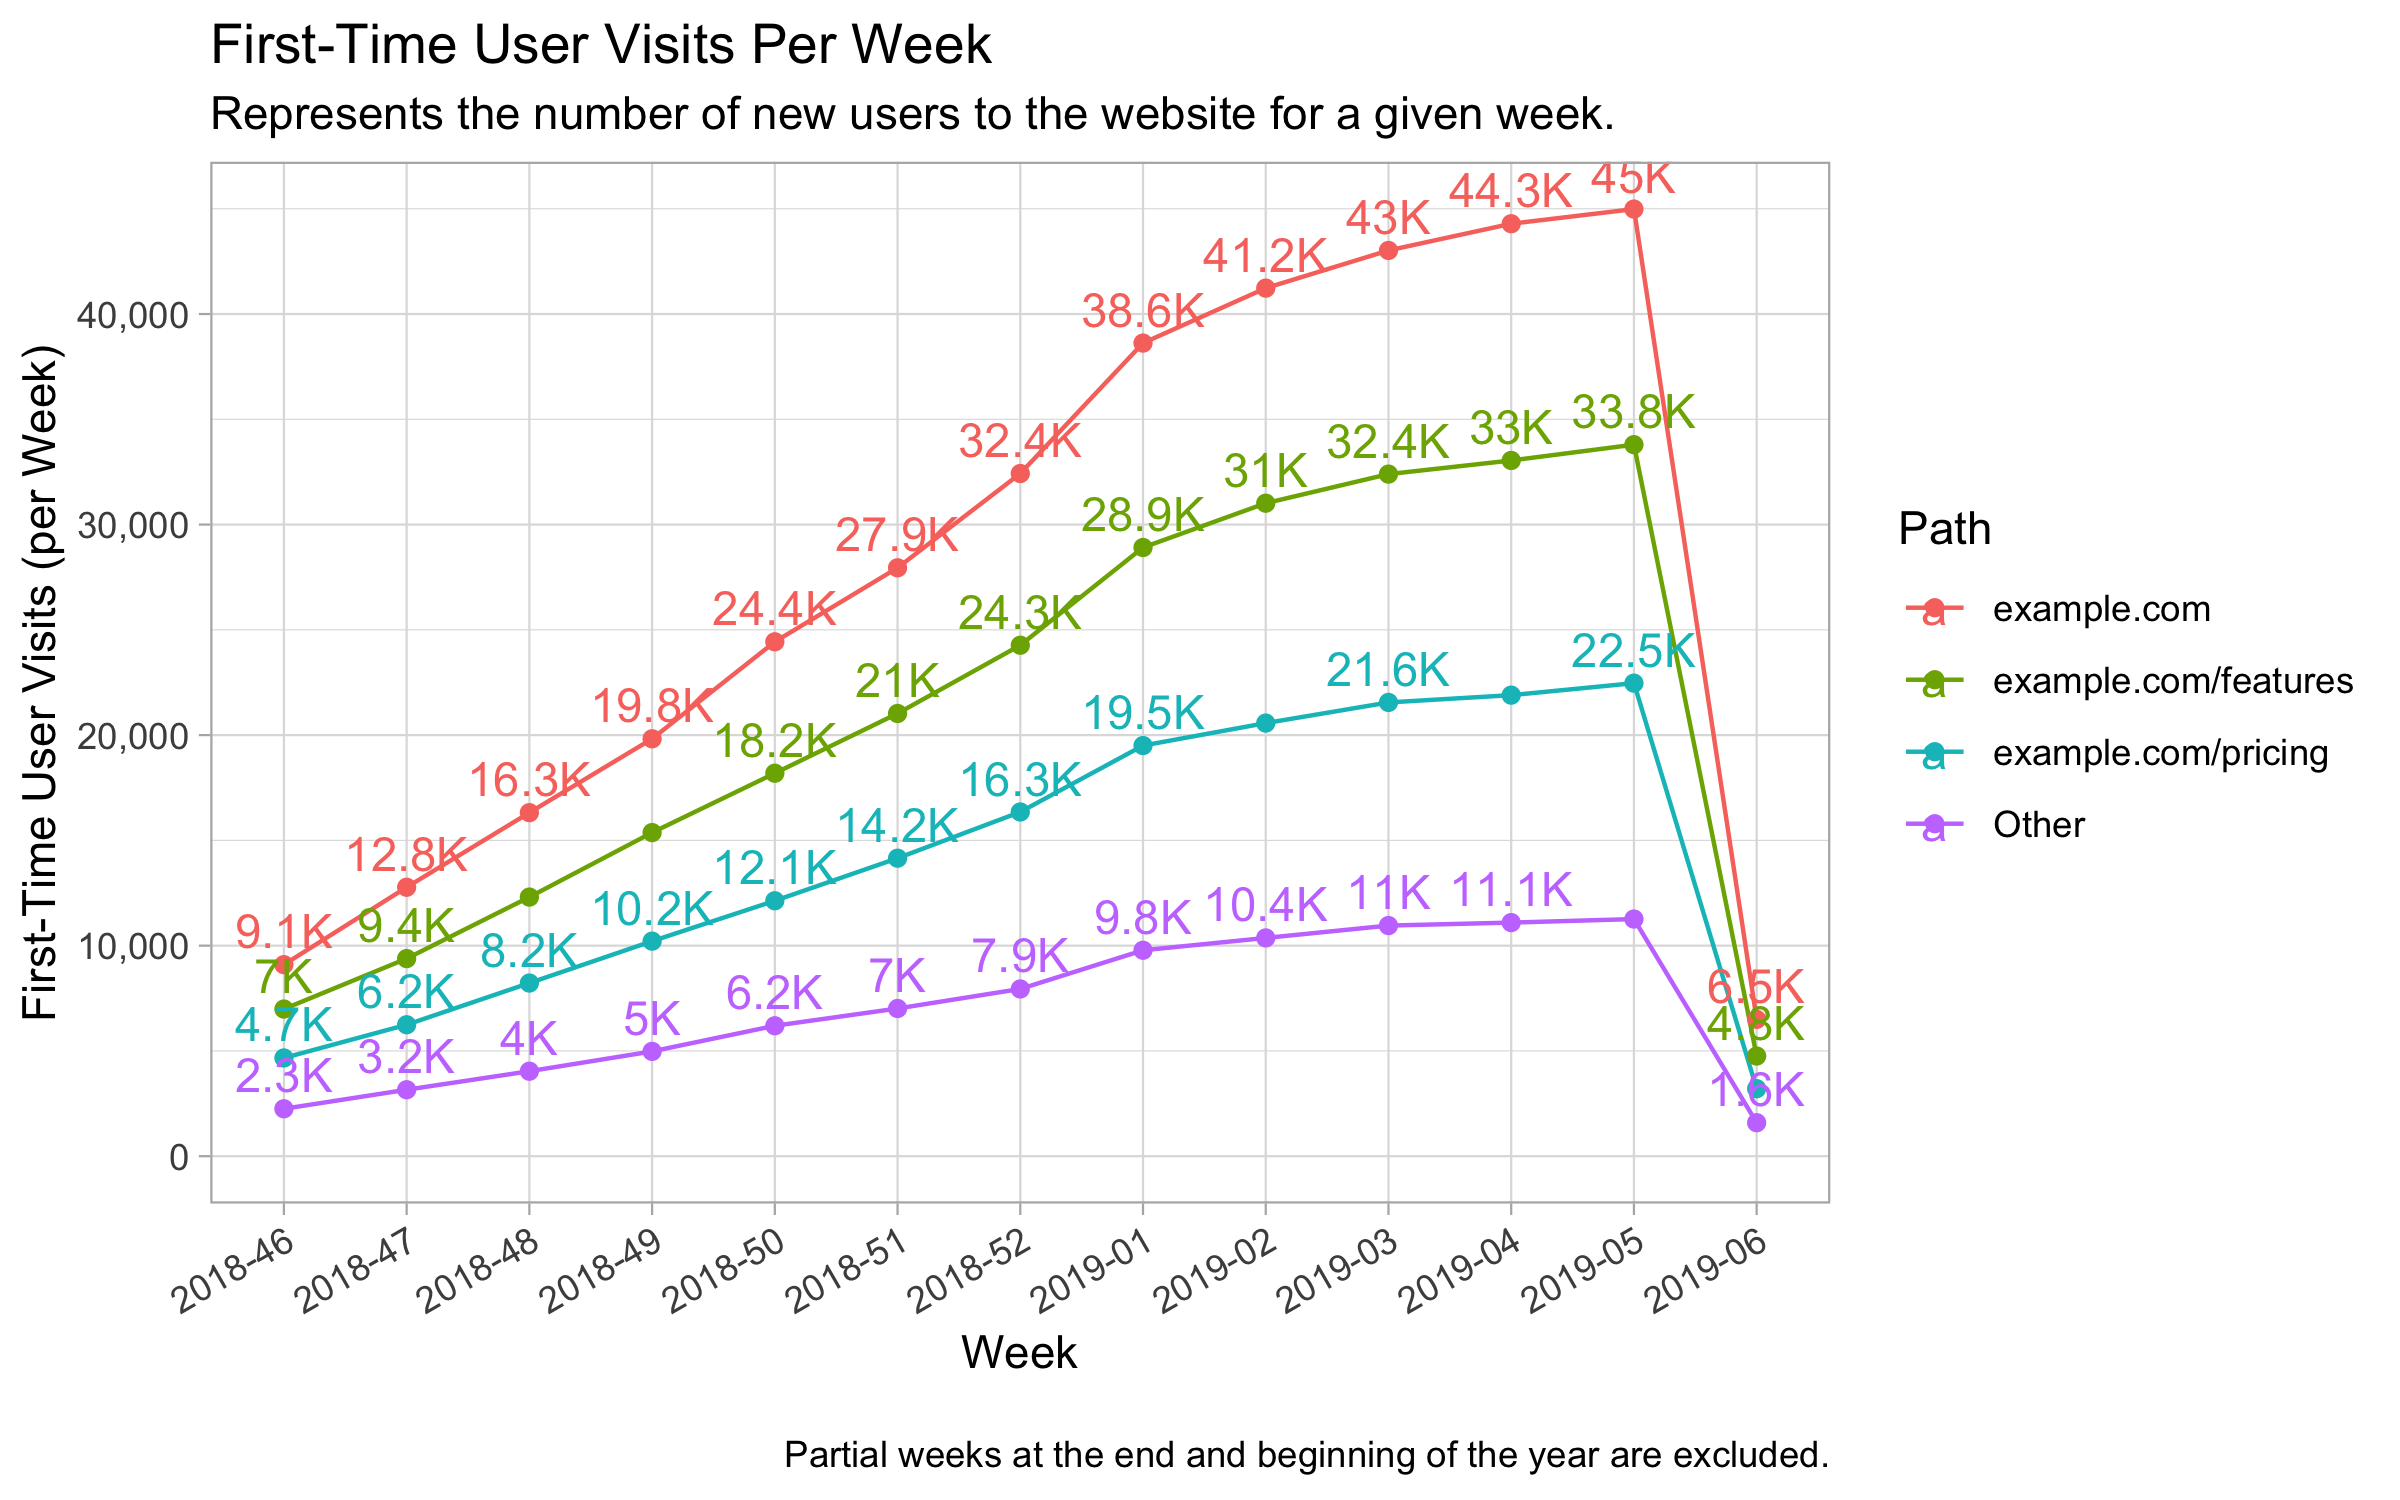 First-Time User Visits Per Week
Represents the number of new users to the website for a given week.
First-Time User Visits (per Week)
40,000
30,000
20,000
10,000
0
45K
44.3K
43K
41.2K
38.6K
32.4K
27.9K
24.4K
19.8K
16.3K
12.8K
9.1K
6.5K
33.8K
33K
32.4K
31K
28.9K
24.3K
21K
18.2K
9.4K
7K
4.8K
22.5K
21.6K
19.5K
16.3K
14.2K
12.1K
10.2K
8.2K
6.2K
4.7K
11.1K
11K
10.4K
9.8K
7.9K
7K
6.2K
5K
4K
3.2K
2.3K
1.6K
2018-46
2018-47
2018-48
2018-49
2018-50
2018-51
2018-52
2019-01
2019-02
2019-03
2019-04
2019-05
2019-06
Week
Path
a example.com
a example.com/features
a example.com/pricing
a Other
Partial weeks at the end and beginning of the year are excluded.